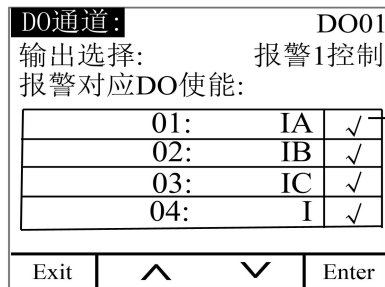 DO通道: DO01
输出选择: 报警1控制
报警对应DO使能:
01: IA √
02: IB √
03: IC √
04: I √
Exit ∧ ∨ Enter